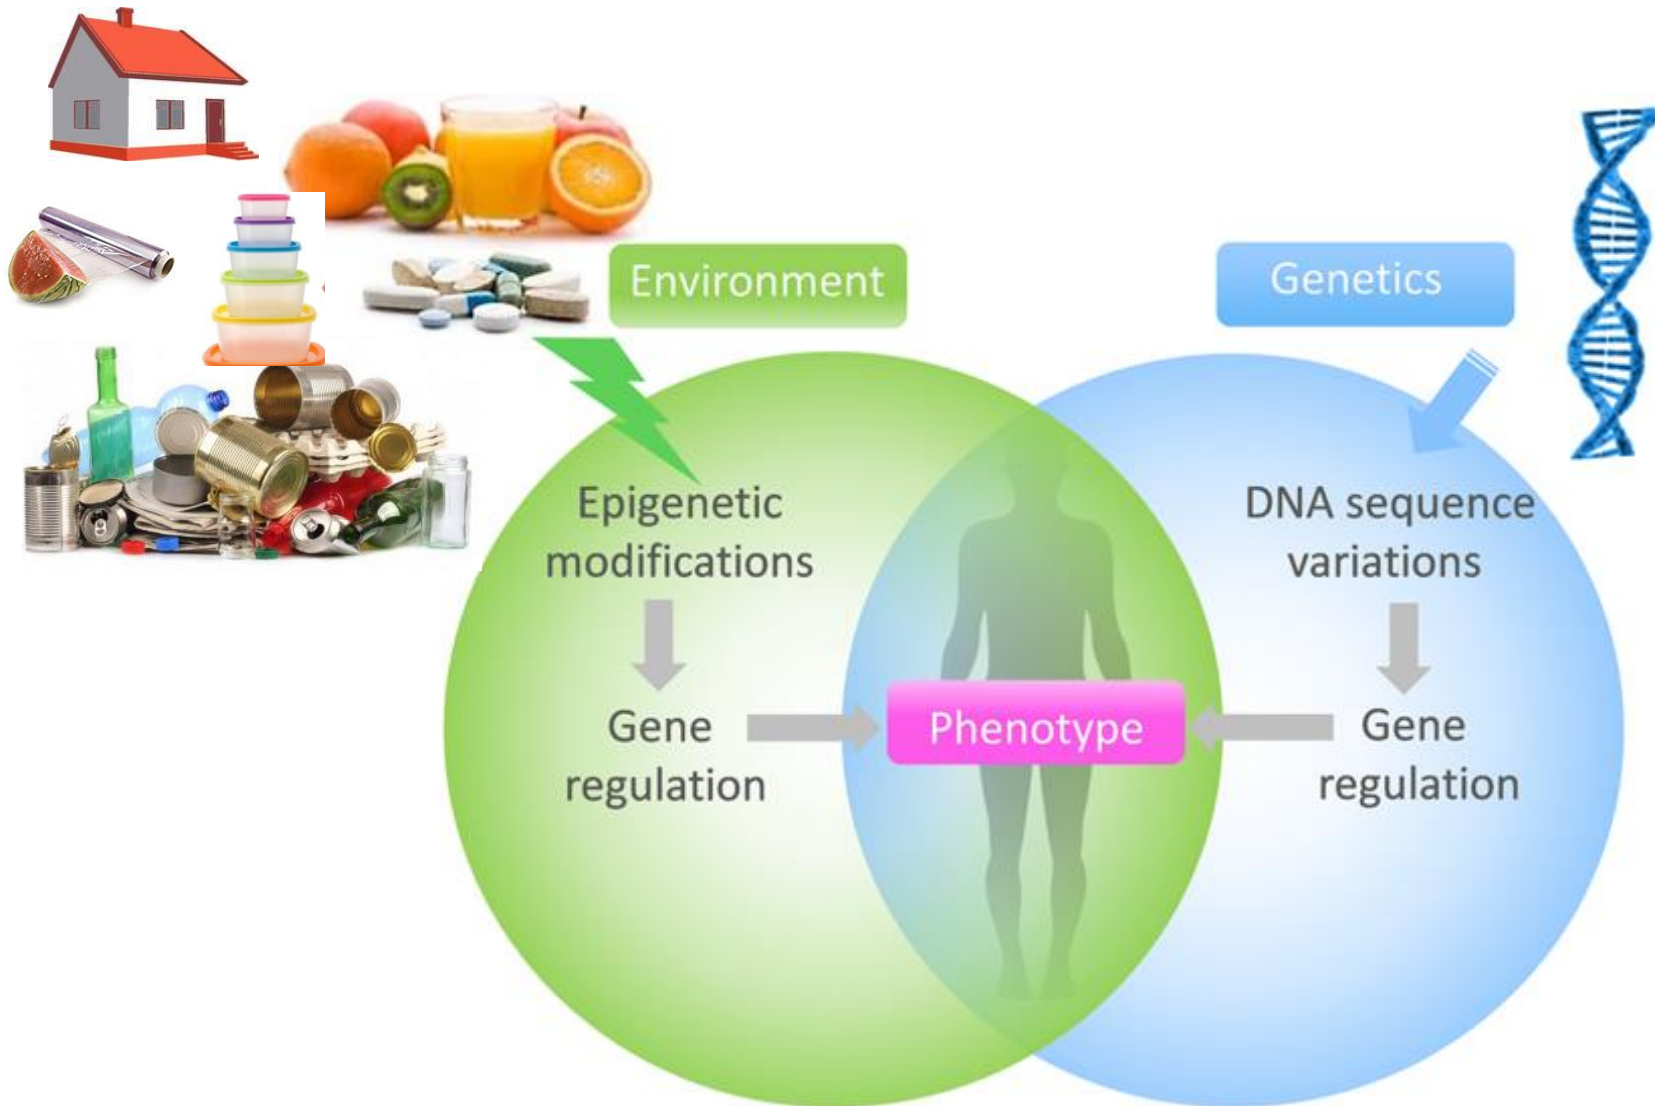 Environment
Genetics
Epigenetic
modifications
DNA sequence
variations
Gene
regulation
Phenotype
Gene
regulation